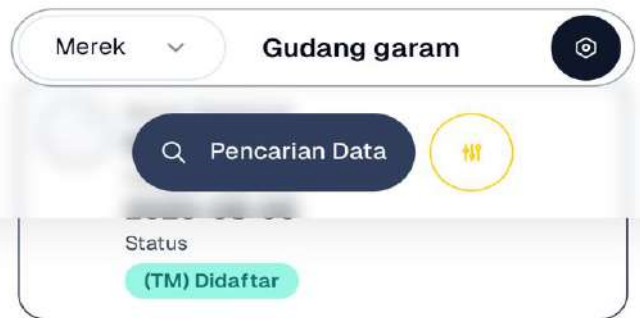 Merek Gudang garam
Pencarian Data
Status
(TM) Didaftar